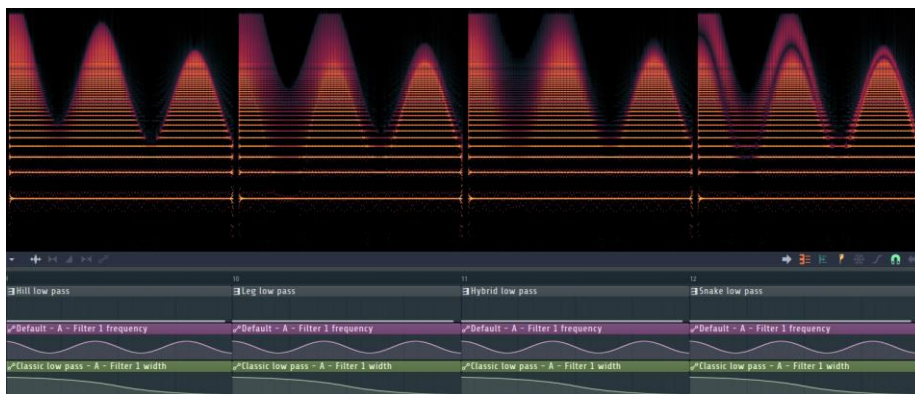 10
11
12
Hill low pass
Leg low pass
Hybrid low pass
Snake low pass
Default - A - Filter 1 frequency
Default - A - Filter 1 frequency
Default - A - Filter 1 frequency
Default - A - Filter 1 frequency
Classic low pass - A - Filter 1 width
Classic low pass - A - Filter 1 width
Classic low pass - A - Filter 1 width
Classic low pass - A - Filter 1 width